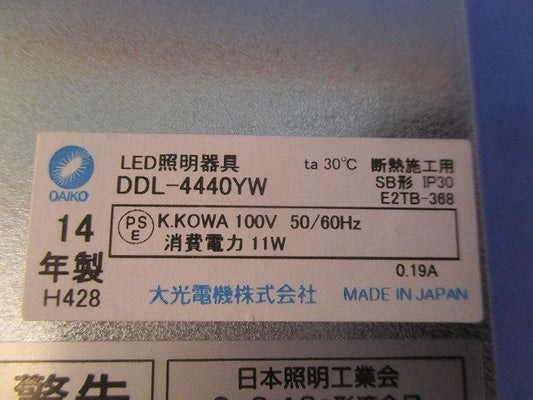 DAIKO
LED照明器具 ta 30℃ 断熱施工用
DDL-4440YW SB形 IP30
E2TB-368
14
年製
H428
PS
E
K.KOWA 100V 50/60Hz
消費電力 11W
0.19A
大光電機株式会社 MADE IN JAPAN
警告
日本照明工業会